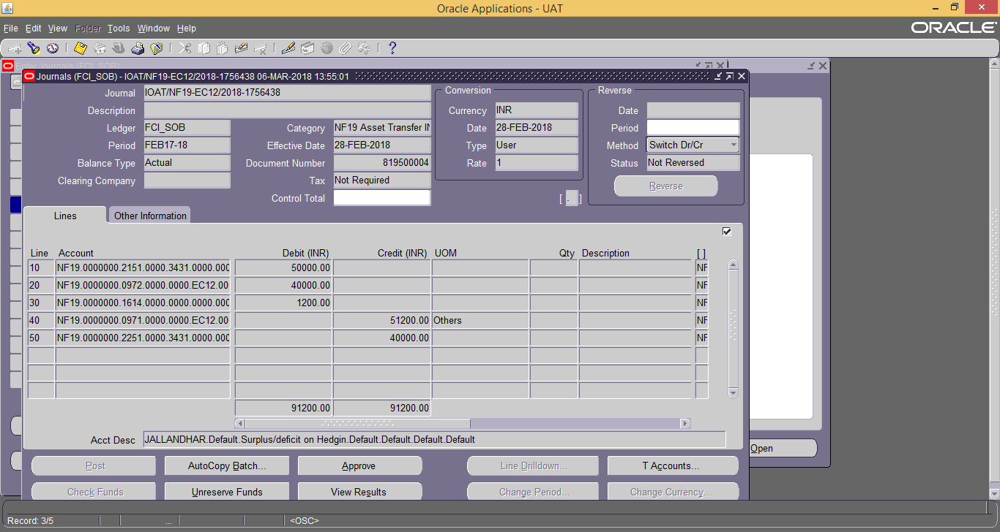 Oracle Applications - UAT
File Edit View Folder Tools Window Help
ORACLE
Enter Journals (FCI_SOB)
Journals (FCI_SOB) - IOAT/NF19-EC12/2018-1756438 06-MAR-2018 13:55:01
Journal IOAT/NF19-EC12/2018-1756438
Description
Ledger FCI_SOB Category NF19 Asset Transfer IN
Period FEB17-18 Effective Date 28-FEB-2018
Balance Type Actual Document Number 819500004
Clearing Company Tax Not Required
Control Total
Conversion
Currency INR
Date 28-FEB-2018
Type User
Rate 1
Reverse
Date
Period
Method Switch Dr/Cr
Status Not Reversed
Reverse
[ . ]
Lines Other Information
Line Account Debit (INR) Credit (INR) UOM Qty Description [ ]
10 NF19.0000000.2151.0000.3431.0000.000 50000.00 NF
20 NF19.0000000.0972.0000.0000.EC12.00 40000.00 NF
30 NF19.0000000.1614.0000.0000.0000.000 1200.00 NF
40 NF19.0000000.0971.0000.0000.EC12.00 51200.00 Others NF
50 NF19.0000000.2251.0000.3431.0000.000 40000.00 NF
91200.00 91200.00
Acct Desc JALLANDHAR.Default.Surplus/deficit on Hedgin.Default.Default.Default.Default
Open
Post AutoCopy Batch... Approve Line Drilldown... T Accounts...
Check Funds Unreserve Funds View Results Change Period... Change Currency...
Record: 3/5 ... <OSC>